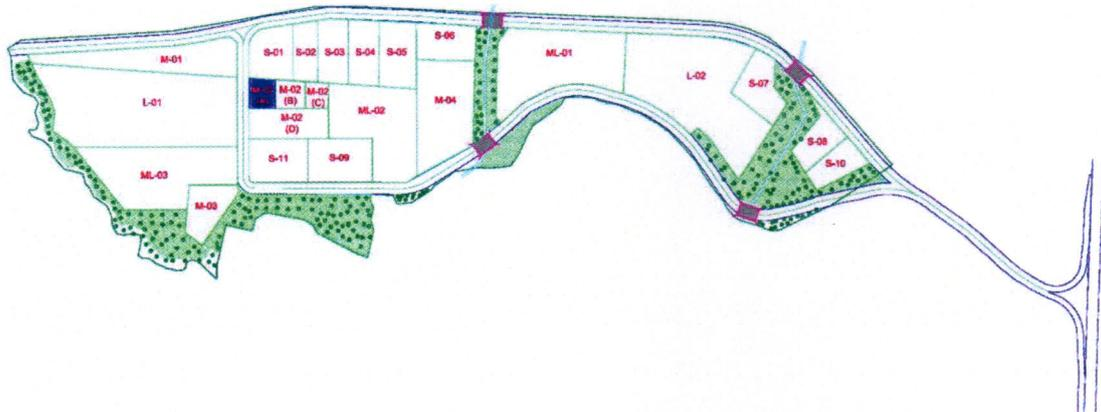 S-06
S-01
S-02
S-03
S-04
S-05
M-01
ML-01
L-02
S-07
L-01
M-02
(B)
M-02
(C)
M-04
ML-02
M-02
(D)
S-08
S-10
S-11
S-09
ML-03
M-03